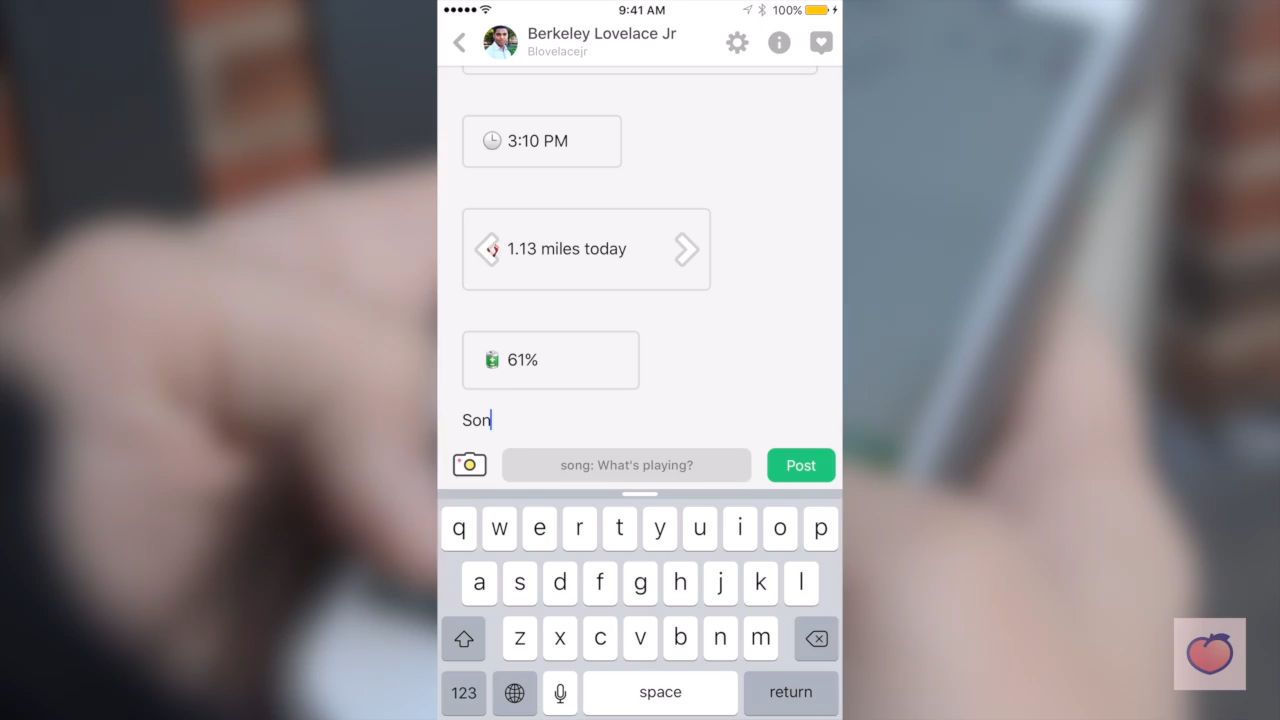 9:41 AM 100%
Berkeley Lovelace Jr
Blovelacejr
3:10 PM
1.13 miles today
61%
Son
song: What's playing? Post
q w e r t y u i o p
a s d f g h j k l
z x c v b n m
123 space return